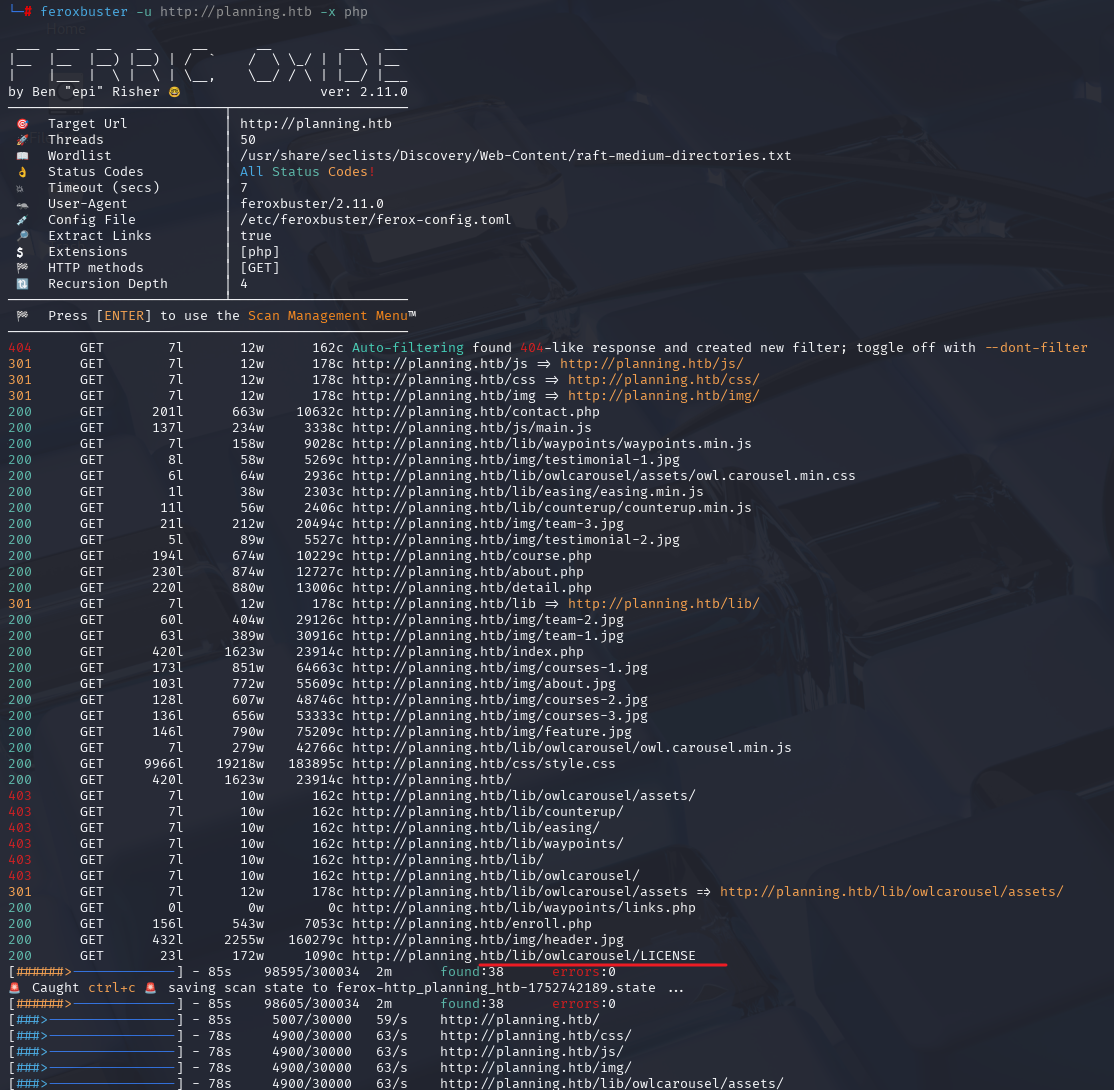 └─# feroxbuster -u http://planning.htb -x php
by Ben "epi" Risher 🤓 ver: 2.11.0
🎯 Target Url │ http://planning.htb
🚀 Threads │ 50
📖 Wordlist │ /usr/share/seclists/Discovery/Web-Content/raft-medium-directories.txt
👌 Status Codes │ All Status Codes!
💥 Timeout (secs) │ 7
🦡 User-Agent │ feroxbuster/2.11.0
💉 Config File │ /etc/feroxbuster/ferox-config.toml
🔎 Extract Links │ true
💲 Extensions │ [php]
🏁 HTTP methods │ [GET]
🔃 Recursion Depth │ 4
🏁 Press [ENTER] to use the Scan Management Menu™
404 GET 7l 12w 162c Auto-filtering found 404-like response and created new filter; toggle off with --dont-filter
301 GET 7l 12w 178c http://planning.htb/js => http://planning.htb/js/
301 GET 7l 12w 178c http://planning.htb/css => http://planning.htb/css/
301 GET 7l 12w 178c http://planning.htb/img => http://planning.htb/img/
200 GET 201l 663w 10632c http://planning.htb/contact.php
200 GET 137l 234w 3338c http://planning.htb/js/main.js
200 GET 7l 158w 9028c http://planning.htb/lib/waypoints/waypoints.min.js
200 GET 8l 58w 5269c http://planning.htb/img/testimonial-1.jpg
200 GET 6l 64w 2936c http://planning.htb/lib/owlcarousel/assets/owl.carousel.min.css
200 GET 1l 38w 2303c http://planning.htb/lib/easing/easing.min.js
200 GET 11l 56w 2406c http://planning.htb/lib/counterup/counterup.min.js
200 GET 21l 212w 20494c http://planning.htb/img/team-3.jpg
200 GET 5l 89w 5527c http://planning.htb/img/testimonial-2.jpg
200 GET 194l 674w 10229c http://planning.htb/course.php
200 GET 230l 874w 12727c http://planning.htb/about.php
200 GET 220l 880w 13006c http://planning.htb/detail.php
301 GET 7l 12w 178c http://planning.htb/lib => http://planning.htb/lib/
200 GET 60l 404w 29126c http://planning.htb/img/team-2.jpg
200 GET 63l 389w 30916c http://planning.htb/img/team-1.jpg
200 GET 420l 1623w 23914c http://planning.htb/index.php
200 GET 173l 851w 64663c http://planning.htb/img/courses-1.jpg
200 GET 103l 772w 55609c http://planning.htb/img/about.jpg
200 GET 128l 607w 48746c http://planning.htb/img/courses-2.jpg
200 GET 136l 656w 53333c http://planning.htb/img/courses-3.jpg
200 GET 146l 790w 75209c http://planning.htb/img/feature.jpg
200 GET 7l 279w 42766c http://planning.htb/lib/owlcarousel/owl.carousel.min.js
200 GET 9966l 19218w 183895c http://planning.htb/css/style.css
200 GET 420l 1623w 23914c http://planning.htb/
403 GET 7l 10w 162c http://planning.htb/lib/owlcarousel/assets/
403 GET 7l 10w 162c http://planning.htb/lib/counterup/
403 GET 7l 10w 162c http://planning.htb/lib/easing/
403 GET 7l 10w 162c http://planning.htb/lib/waypoints/
403 GET 7l 10w 162c http://planning.htb/lib/
403 GET 7l 10w 162c http://planning.htb/lib/owlcarousel/
301 GET 7l 12w 178c http://planning.htb/lib/owlcarousel/assets => http://planning.htb/lib/owlcarousel/assets/
200 GET 0l 0w 0c http://planning.htb/lib/waypoints/links.php
200 GET 156l 543w 7053c http://planning.htb/enroll.php
200 GET 432l 2255w 160279c http://planning.htb/img/header.jpg
200 GET 23l 172w 1090c http://planning.htb/lib/owlcarousel/LICENSE
[######>-------------] - 85s 98595/300034 2m found:38 errors:0
🚨 Caught ctrl+c 🚨 saving scan state to ferox-http_planning_htb-1752742189.state ...
[######>-------------] - 85s 98605/300034 2m found:38 errors:0
[###>----------------] - 85s 5007/30000 59/s http://planning.htb/
[###>----------------] - 78s 4900/30000 63/s http://planning.htb/css/
[###>----------------] - 78s 4900/30000 63/s http://planning.htb/js/
[###>----------------] - 78s 4900/30000 63/s http://planning.htb/img/
[###>----------------] - 78s 4900/30000 63/s http://planning.htb/lib/owlcarousel/assets/